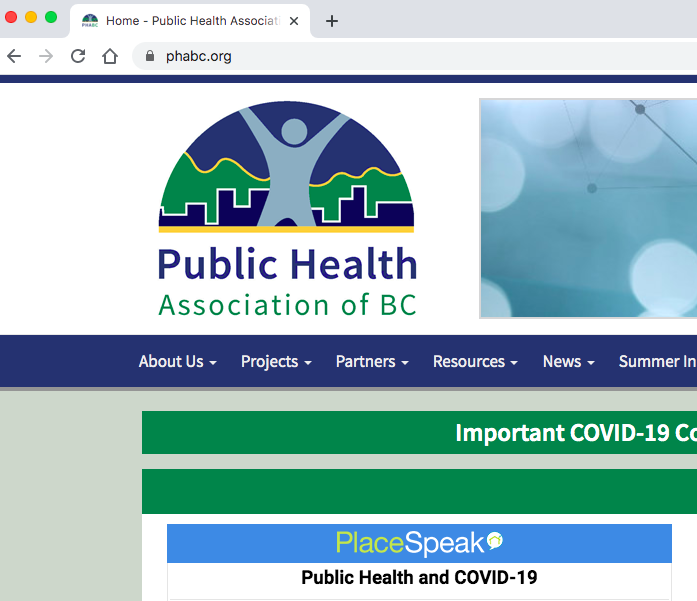 PHABC
Home - Public Health Associat
phabc.org
Public Health
Association of BC
About Us Projects Partners Resources News Summer In
Important COVID-19 Co
PlaceSpeak
Public Health and COVID-19